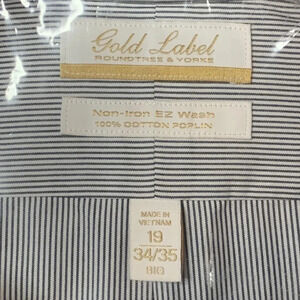 Gold Label
ROUNDTREE & YORKE
Non-Iron EZ Wash
100% COTTON POPLIN
MADE IN
VIETNAM
19
34/35
BIG